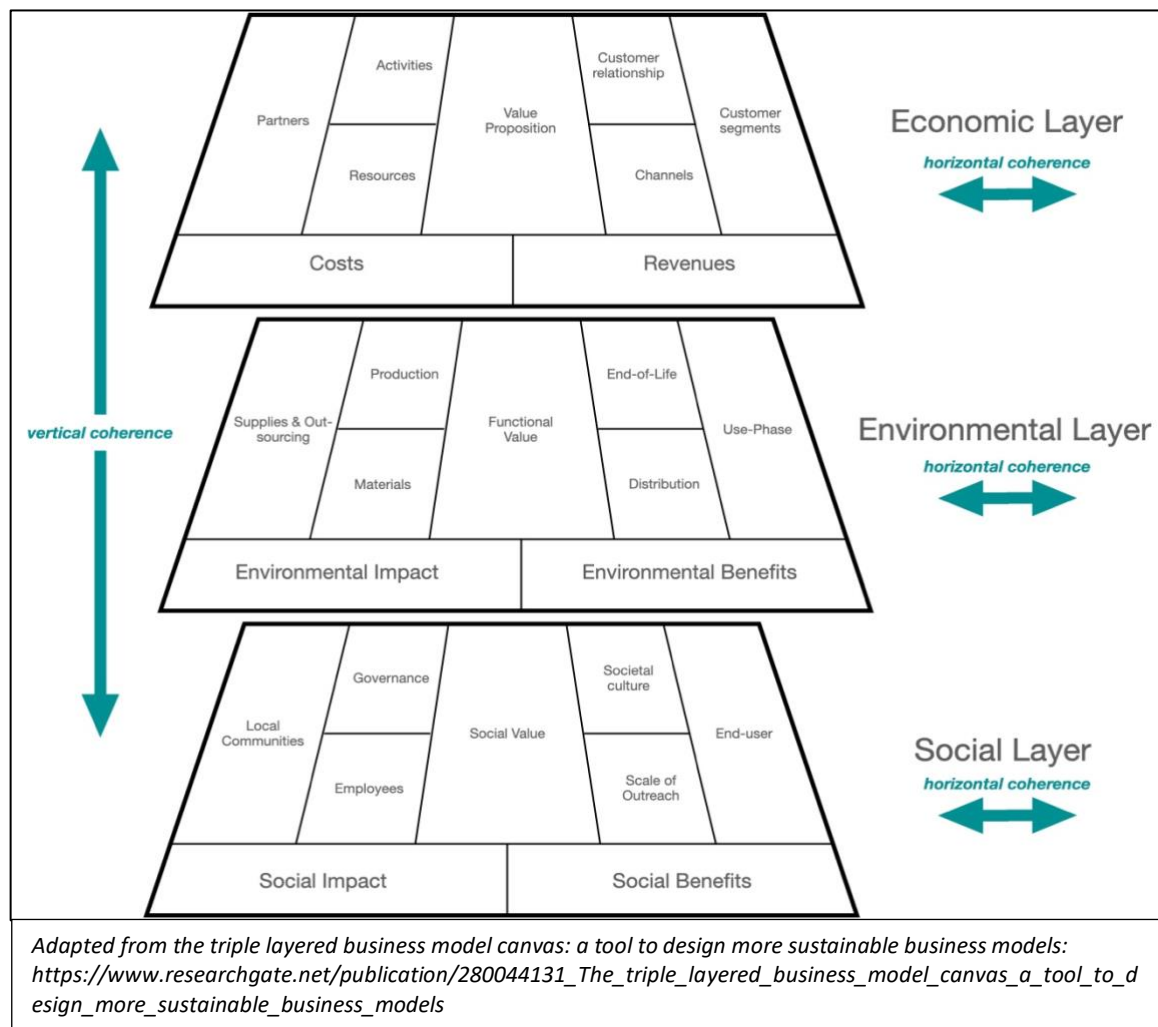 Partners
Activities
Resources
Value
Proposition
Customer
relationship
Channels
Customer
segments
Costs
Revenues
Economic Layer
horizontal coherence
vertical coherence
Supplies & Out-
sourcing
Production
Materials
Functional
Value
End-of-Life
Distribution
Use-Phase
Environmental Impact
Environmental Benefits
Environmental Layer
horizontal coherence
Local
Communities
Governance
Employees
Social Value
Societal
culture
Scale of
Outreach
End-user
Social Impact
Social Benefits
Social Layer
horizontal coherence
Adapted from the triple layered business model canvas: a tool to design more sustainable business models:
https://www.researchgate.net/publication/280044131_The_triple_layered_business_model_canvas_a_tool_to_d
esign_more_sustainable_business_models